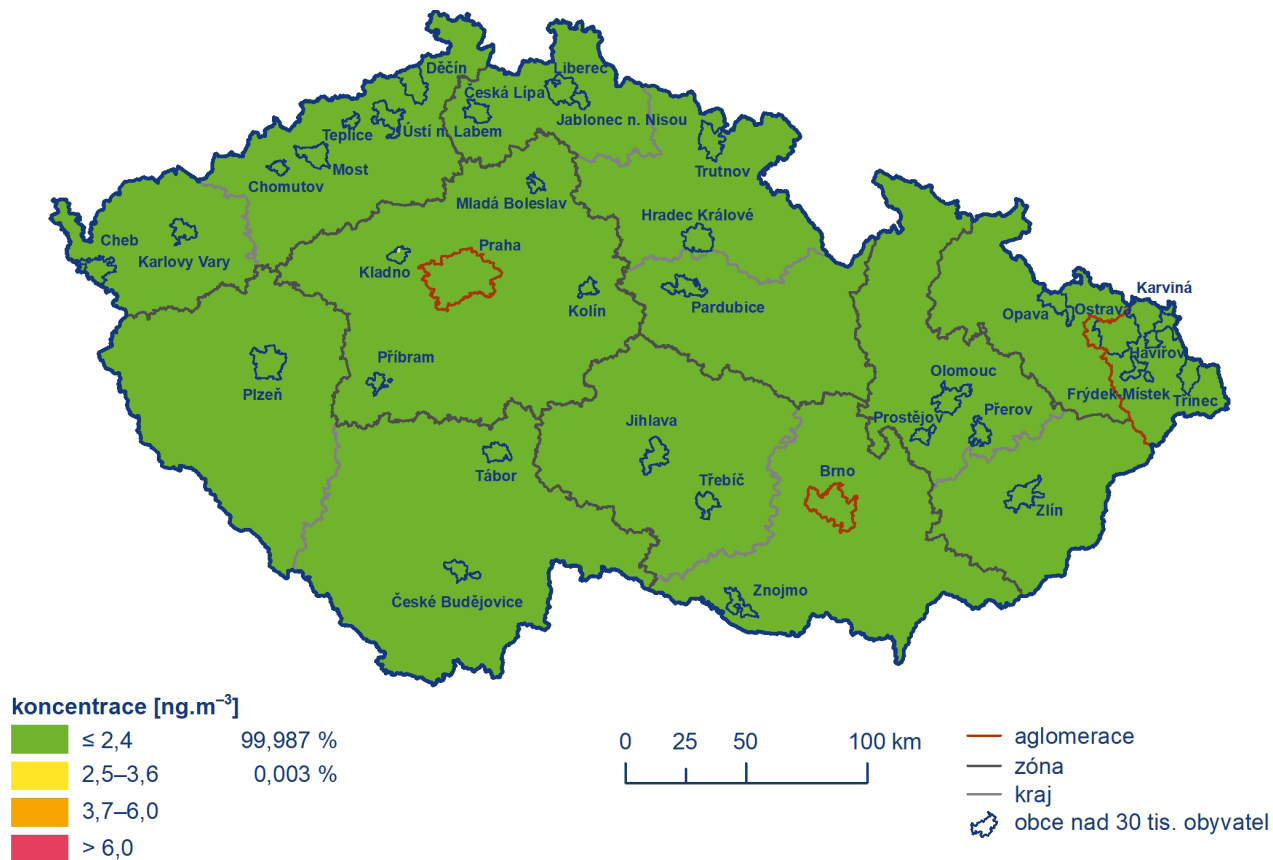 Děčín
Liberec
Česká Lípa
Jablonec n. Nisou
Teplice
Ústí n. Labem
Most
Chomutov
Trutnov
Mladá Boleslav
Hradec Králové
Cheb
Karlovy Vary
Praha
Kladno
Kolín
Pardubice
Karviná
Opava
Ostrava
Havířov
Plzeň
Příbram
Olomouc
Frýdek-Místek
Třinec
Prostějov
Přerov
Jihlava
Tábor
Třebíč
Brno
Zlín
České Budějovice
Znojmo
koncentrace [ng.m⁻³]
≤ 2,4 99,987 %
2,5–3,6 0,003 %
3,7–6,0
> 6,0
0 25 50 100 km
aglomerace
zóna
kraj
obce nad 30 tis. obyvatel